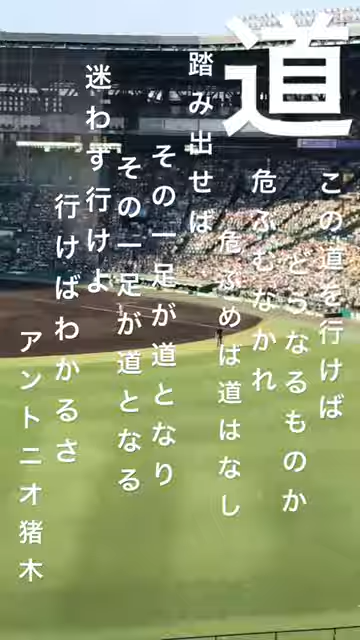 道
この道を行けば
どうなるものか
危ぶむなかれ
危ぶめば道はなし
踏み出せば
その一足が道となり
その一足が道となる
迷わず行けよ
行けばわかるさ
アントニオ猪木